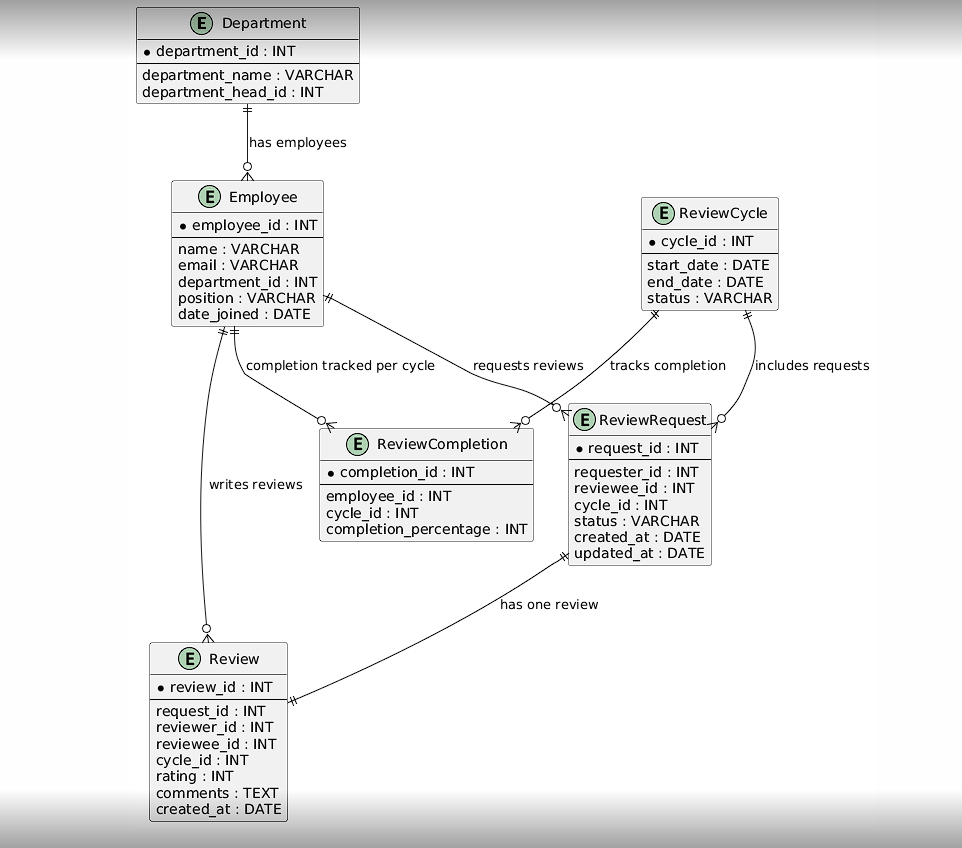 E Department
* department_id : INT
department_name : VARCHAR
department_head_id : INT
has employees
E Employee
* employee_id : INT
name : VARCHAR
email : VARCHAR
department_id : INT
position : VARCHAR
date_joined : DATE
E ReviewCycle
* cycle_id : INT
start_date : DATE
end_date : DATE
status : VARCHAR
completion tracked per cycle
requests reviews
tracks completion
includes requests
E ReviewCompletion
* completion_id : INT
employee_id : INT
cycle_id : INT
completion_percentage : INT
E ReviewRequest
* request_id : INT
requester_id : INT
reviewee_id : INT
cycle_id : INT
status : VARCHAR
created_at : DATE
updated_at : DATE
writes reviews
has one review
E Review
* review_id : INT
request_id : INT
reviewer_id : INT
reviewee_id : INT
cycle_id : INT
rating : INT
comments : TEXT
created_at : DATE